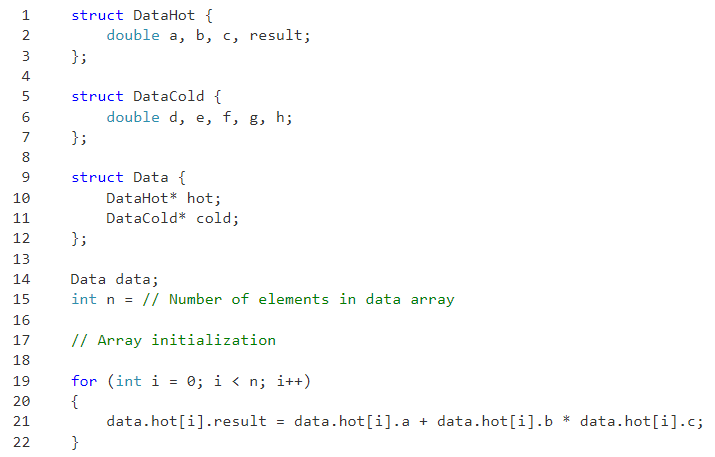 1 struct DataHot {
2     double a, b, c, result;
3 };
4
5 struct DataCold {
6     double d, e, f, g, h;
7 };
8
9 struct Data {
10     DataHot* hot;
11     DataCold* cold;
12 };
13
14 Data data;
15 int n = // Number of elements in data array
16
17 // Array initialization
18
19 for (int i = 0; i < n; i++)
20 {
21     data.hot[i].result = data.hot[i].a + data.hot[i].b * data.hot[i].c;
22 }